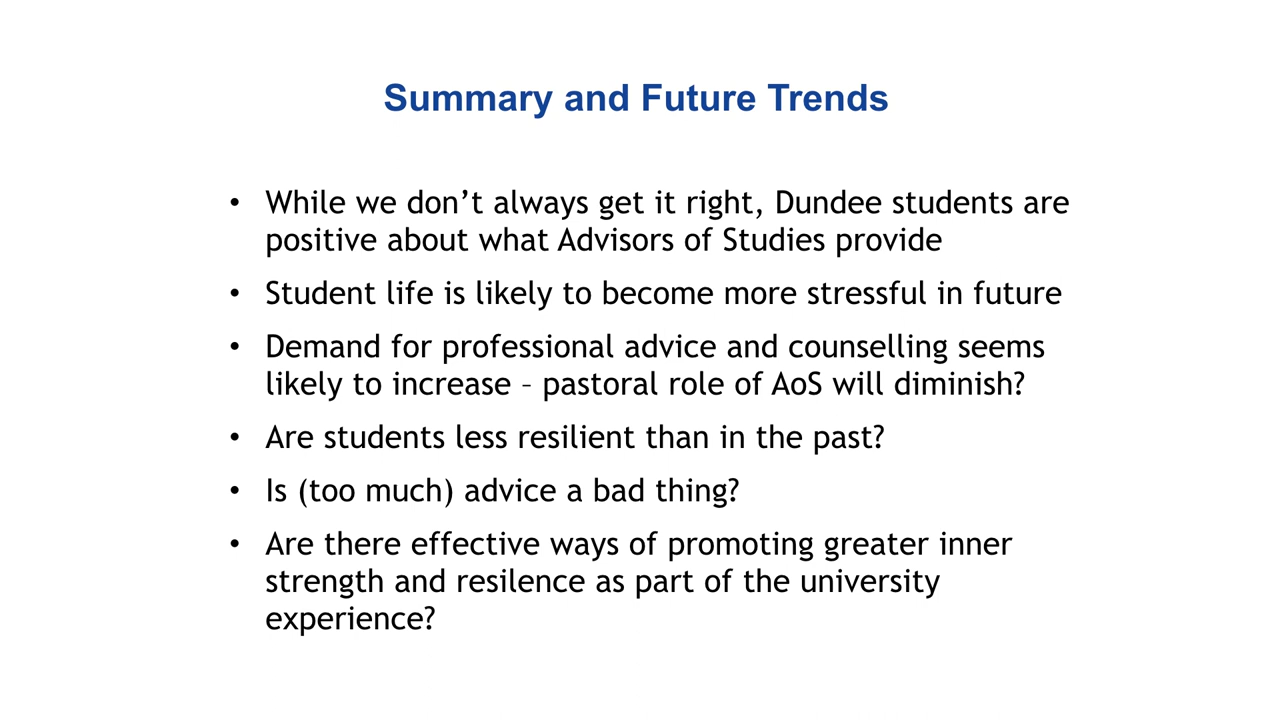 Summary and Future Trends
• While we don’t always get it right, Dundee students are
positive about what Advisors of Studies provide
• Student life is likely to become more stressful in future
• Demand for professional advice and counselling seems
likely to increase – pastoral role of AoS will diminish?
• Are students less resilient than in the past?
• Is (too much) advice a bad thing?
• Are there effective ways of promoting greater inner
strength and resilence as part of the university
experience?